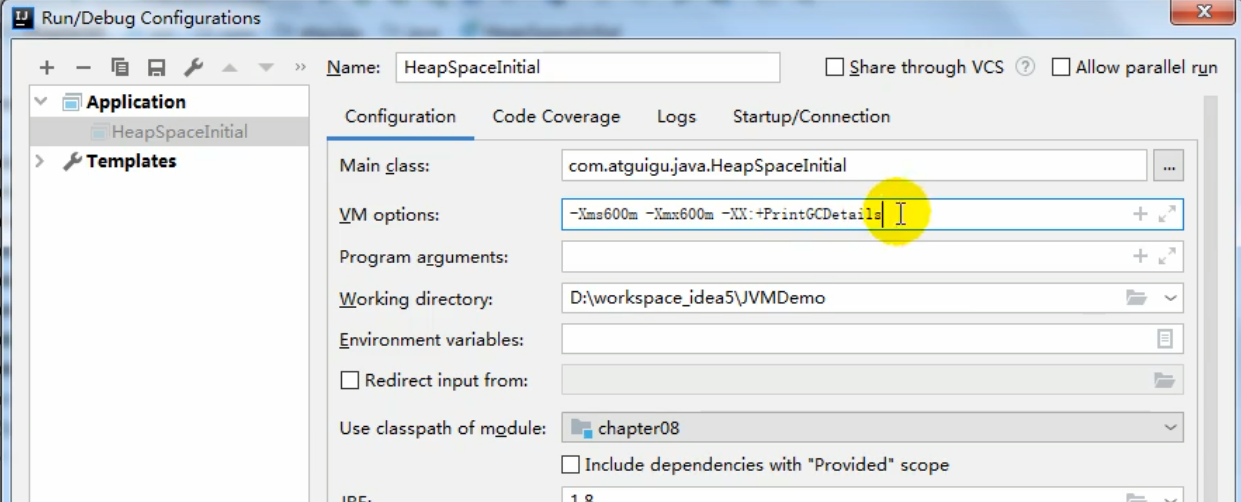 Run/Debug Configurations
Name: HeapSpaceInitial Share through VCS ? Allow parallel run
Application
HeapSpaceInitial
Templates
Configuration Code Coverage Logs Startup/Connection
Main class: com.atguigu.java.HeapSpaceInitial ...
VM options: -Xms600m -Xmx600m -XX:+PrintGCDetails
Program arguments:
Working directory: D:\workspace_idea5\JVMDemo
Environment variables:
Redirect input from:
Use classpath of module: chapter08
Include dependencies with "Provided" scope
JRE: 1.8